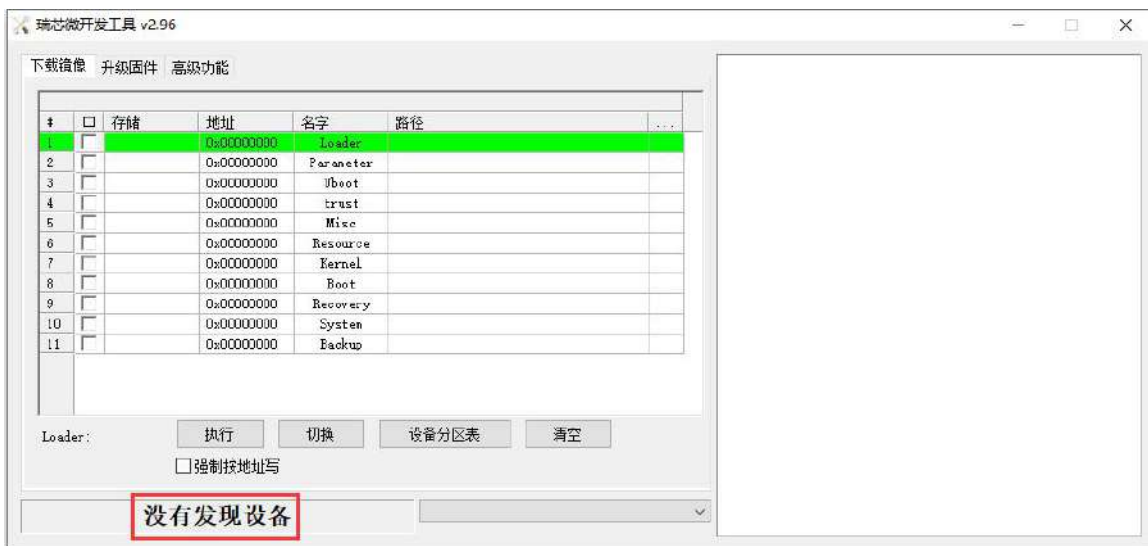 瑞芯微开发工具 v2.96
下载镜像 升级固件 高级功能
# 存储 地址 名字 路径 ...
1 0x00000000 Loader
2 0x00000000 Parameter
3 0x00000000 Uboot
4 0x00000000 trust
5 0x00000000 Misc
6 0x00000000 Resource
7 0x00000000 Kernel
8 0x00000000 Boot
9 0x00000000 Recovery
10 0x00000000 System
11 0x00000000 Backup
Loader: 执行 切换 设备分区表 清空
强制按地址写
没有发现设备